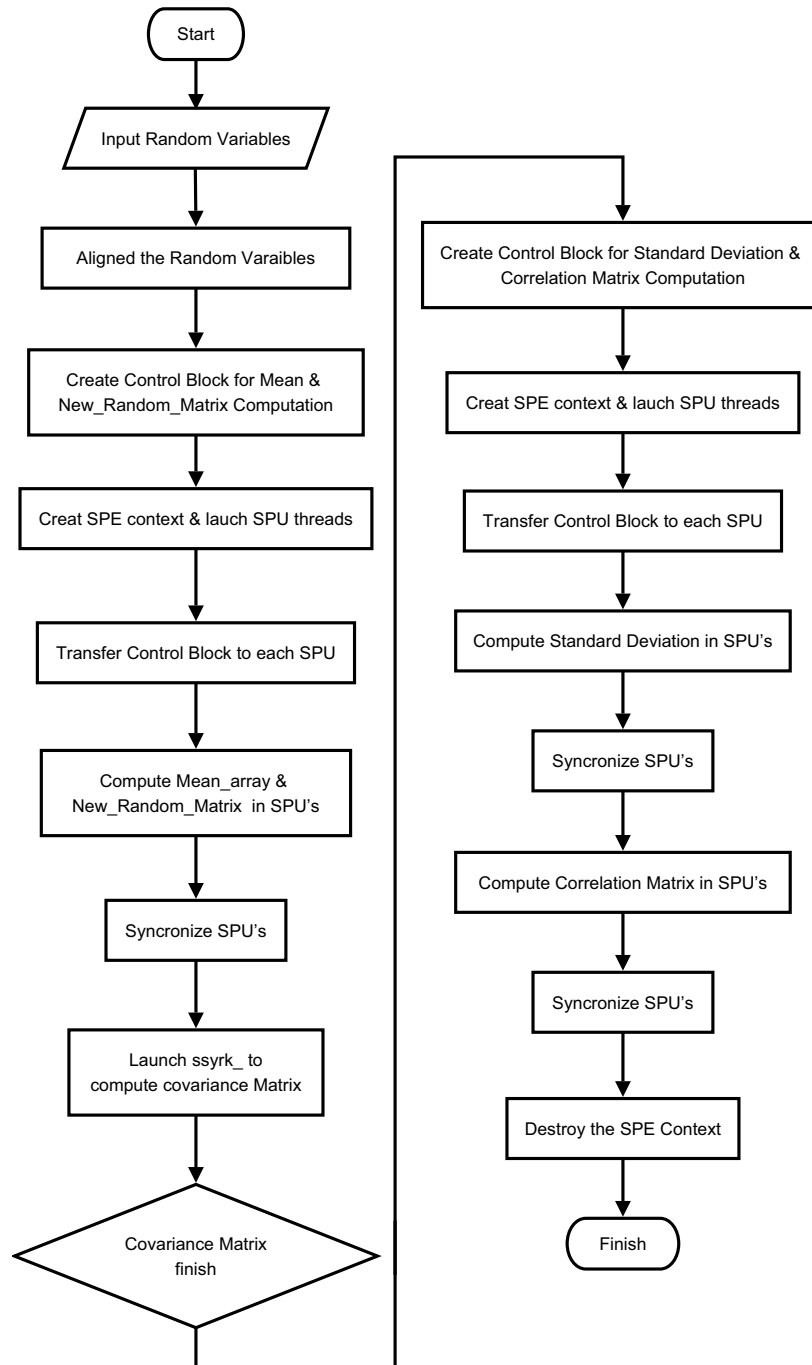 Start
Input Random Variables
Aligned the Random Varaibles
Create Control Block for Mean &
New_Random_Matrix Computation
Creat SPE context & lauch SPU threads
Transfer Control Block to each SPU
Compute Mean_array &
New_Random_Matrix in SPU's
Syncronize SPU's
Launch ssyrk_ to
compute covariance Matrix
Covariance Matrix
finish
Create Control Block for Standard Deviation &
Correlation Matrix Computation
Creat SPE context & lauch SPU threads
Transfer Control Block to each SPU
Compute Standard Deviation in SPU's
Syncronize SPU's
Compute Correlation Matrix in SPU's
Syncronize SPU's
Destroy the SPE Context
Finish